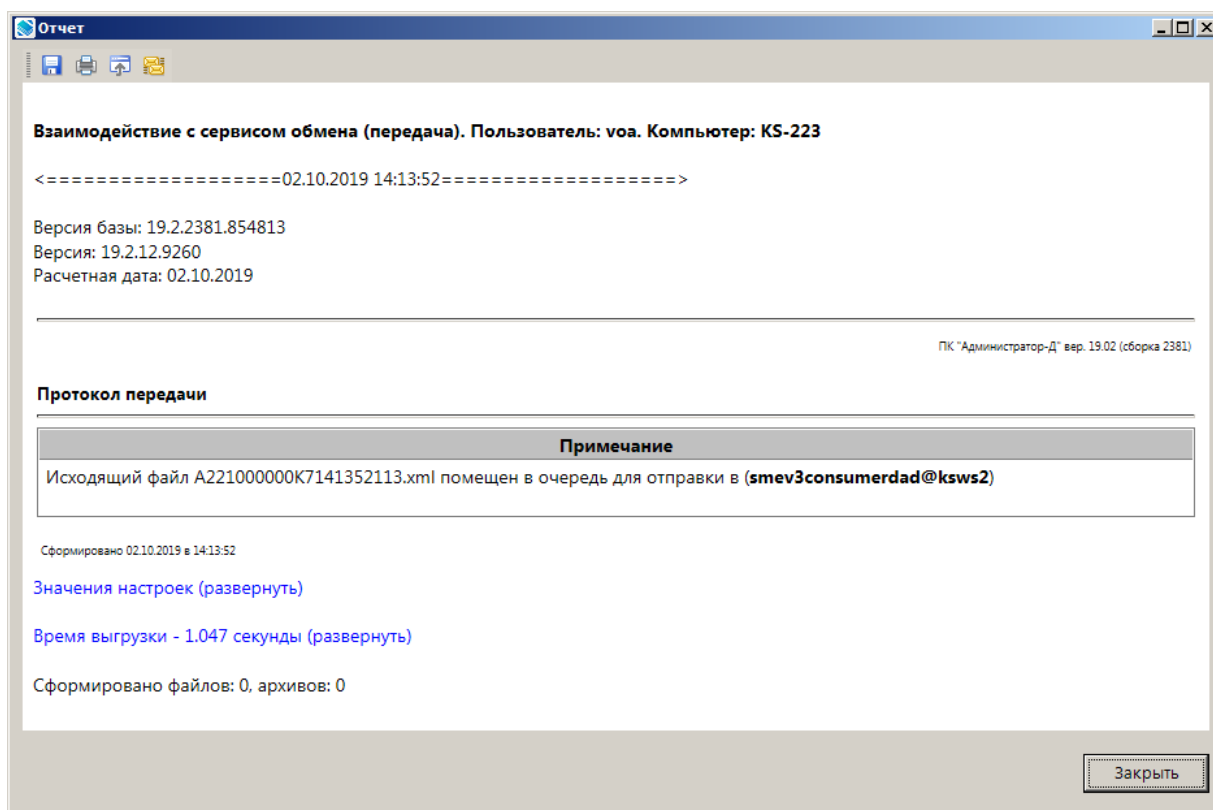 Отчет
Взаимодействие с сервисом обмена (передача). Пользователь: voa. Компьютер: KS-223
<===================02.10.2019 14:13:52===================>
Версия базы: 19.2.2381.854813
Версия: 19.2.12.9260
Расчетная дата: 02.10.2019
ПК "Администратор-Д" вер. 19.02 (сборка 2381)
Протокол передачи
Примечание
Исходящий файл A221000000K7141352113.xml помещен в очередь для отправки в (smev3consumerdad@ksws2)
Сформировано 02.10.2019 в 14:13:52
Значения настроек (развернуть)
Время выгрузки - 1.047 секунды (развернуть)
Сформировано файлов: 0, архивов: 0
Закрыть